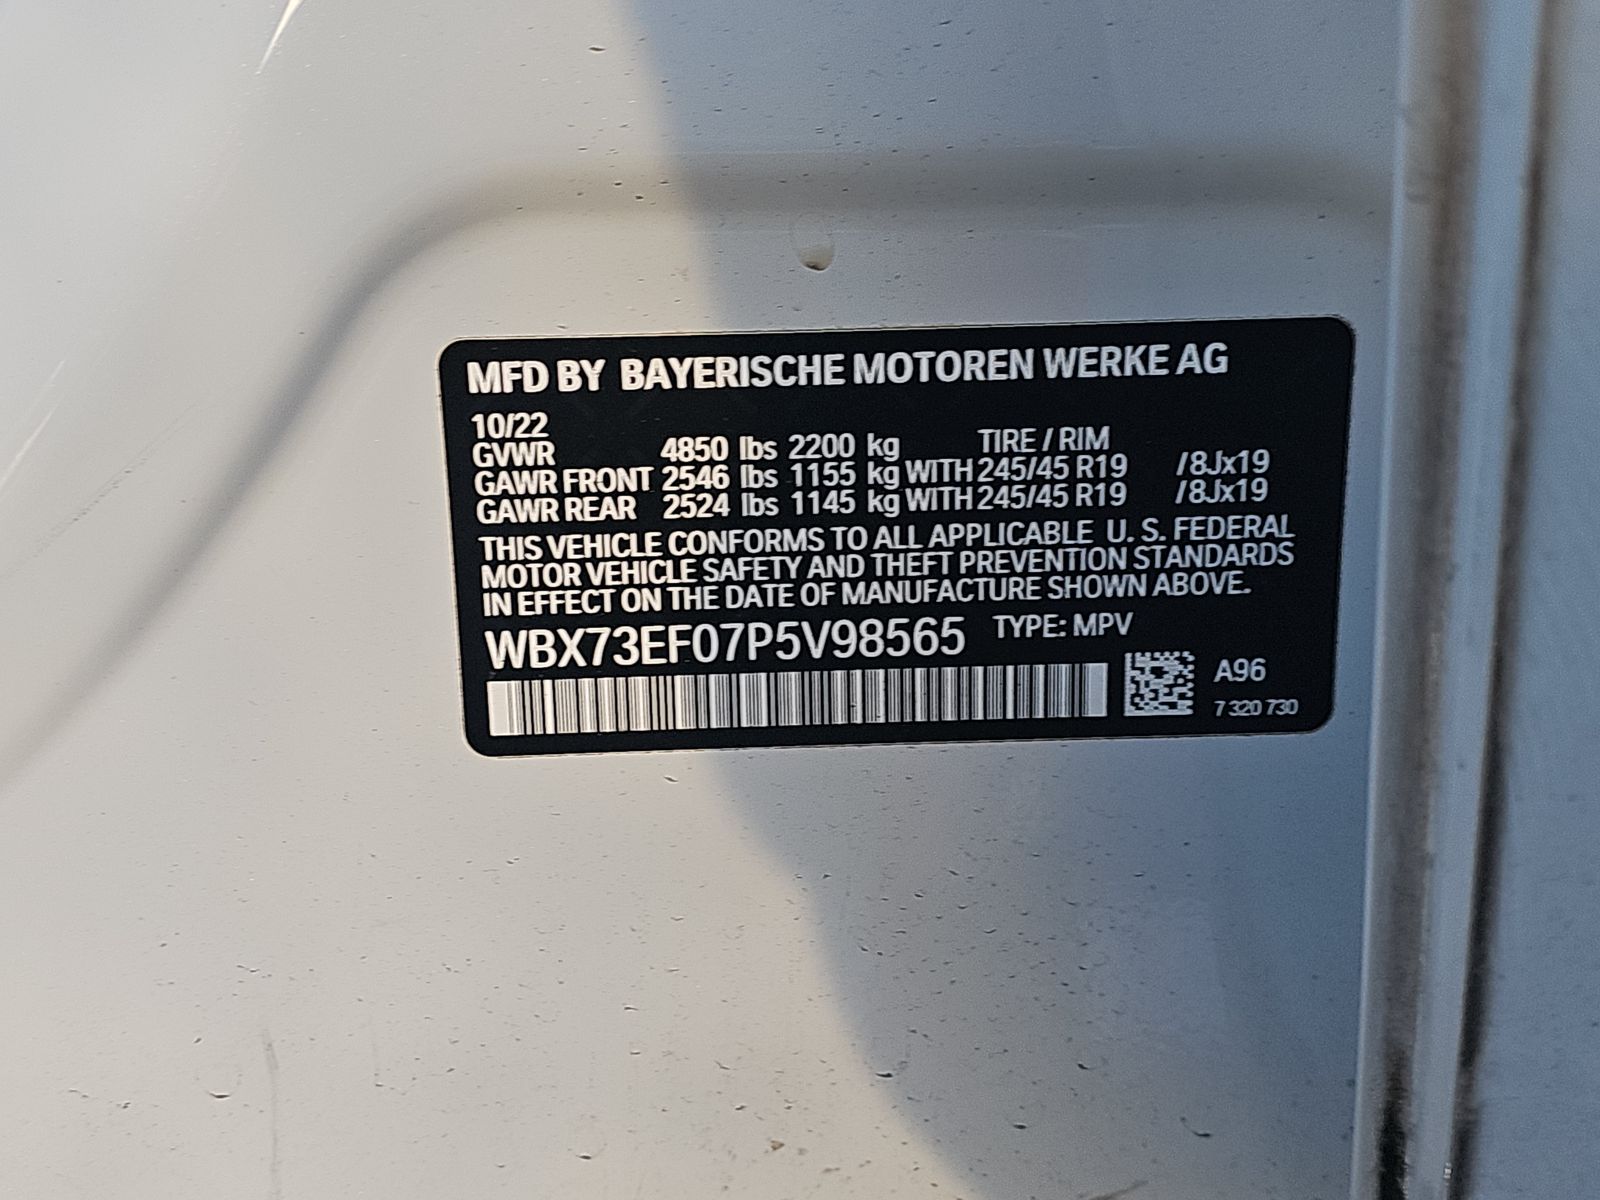 MFD BY BAYERISCHE MOTOREN WERKE AG
10/22
GVWR 4850 lbs 2200 kg TIRE / RIM
GAWR FRONT 2546 lbs 1155 kg WITH 245/45 R19 /8Jx19
GAWR REAR 2524 lbs 1145 kg WITH 245/45 R19 /8Jx19
THIS VEHICLE CONFORMS TO ALL APPLICABLE U. S. FEDERAL
MOTOR VEHICLE SAFETY AND THEFT PREVENTION STANDARDS
IN EFFECT ON THE DATE OF MANUFACTURE SHOWN ABOVE.
WBX73EF07P5V98565 TYPE: MPV
A96
7 320 730